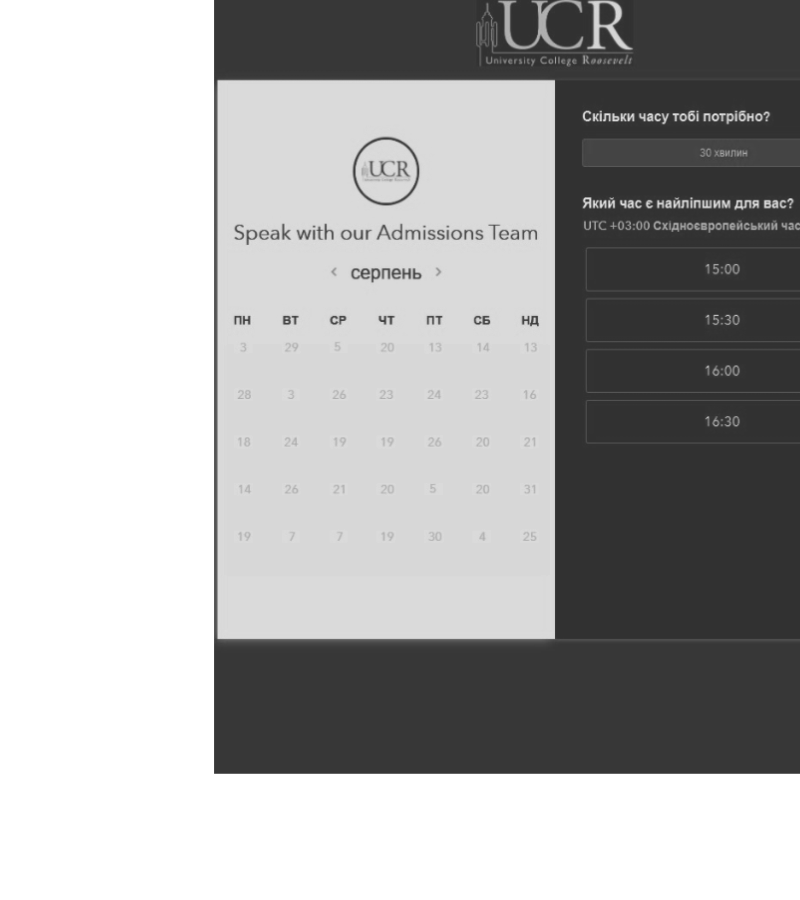 UCR
University College Roosevelt
UCR
Speak with our Admissions Team
< серпень >
ПН ВТ СР ЧТ ПТ СБ НД
3 29 5 20 13 14 13
28 3 26 23 24 23 16
18 24 19 19 26 20 21
14 26 21 20 5 20 31
19 7 7 19 30 4 25
Скільки часу тобі потрібно?
30 хвилин
Який час є найліпшим для вас?
UTC +03:00 Східноєвропейський час
15:00
15:30
16:00
16:30